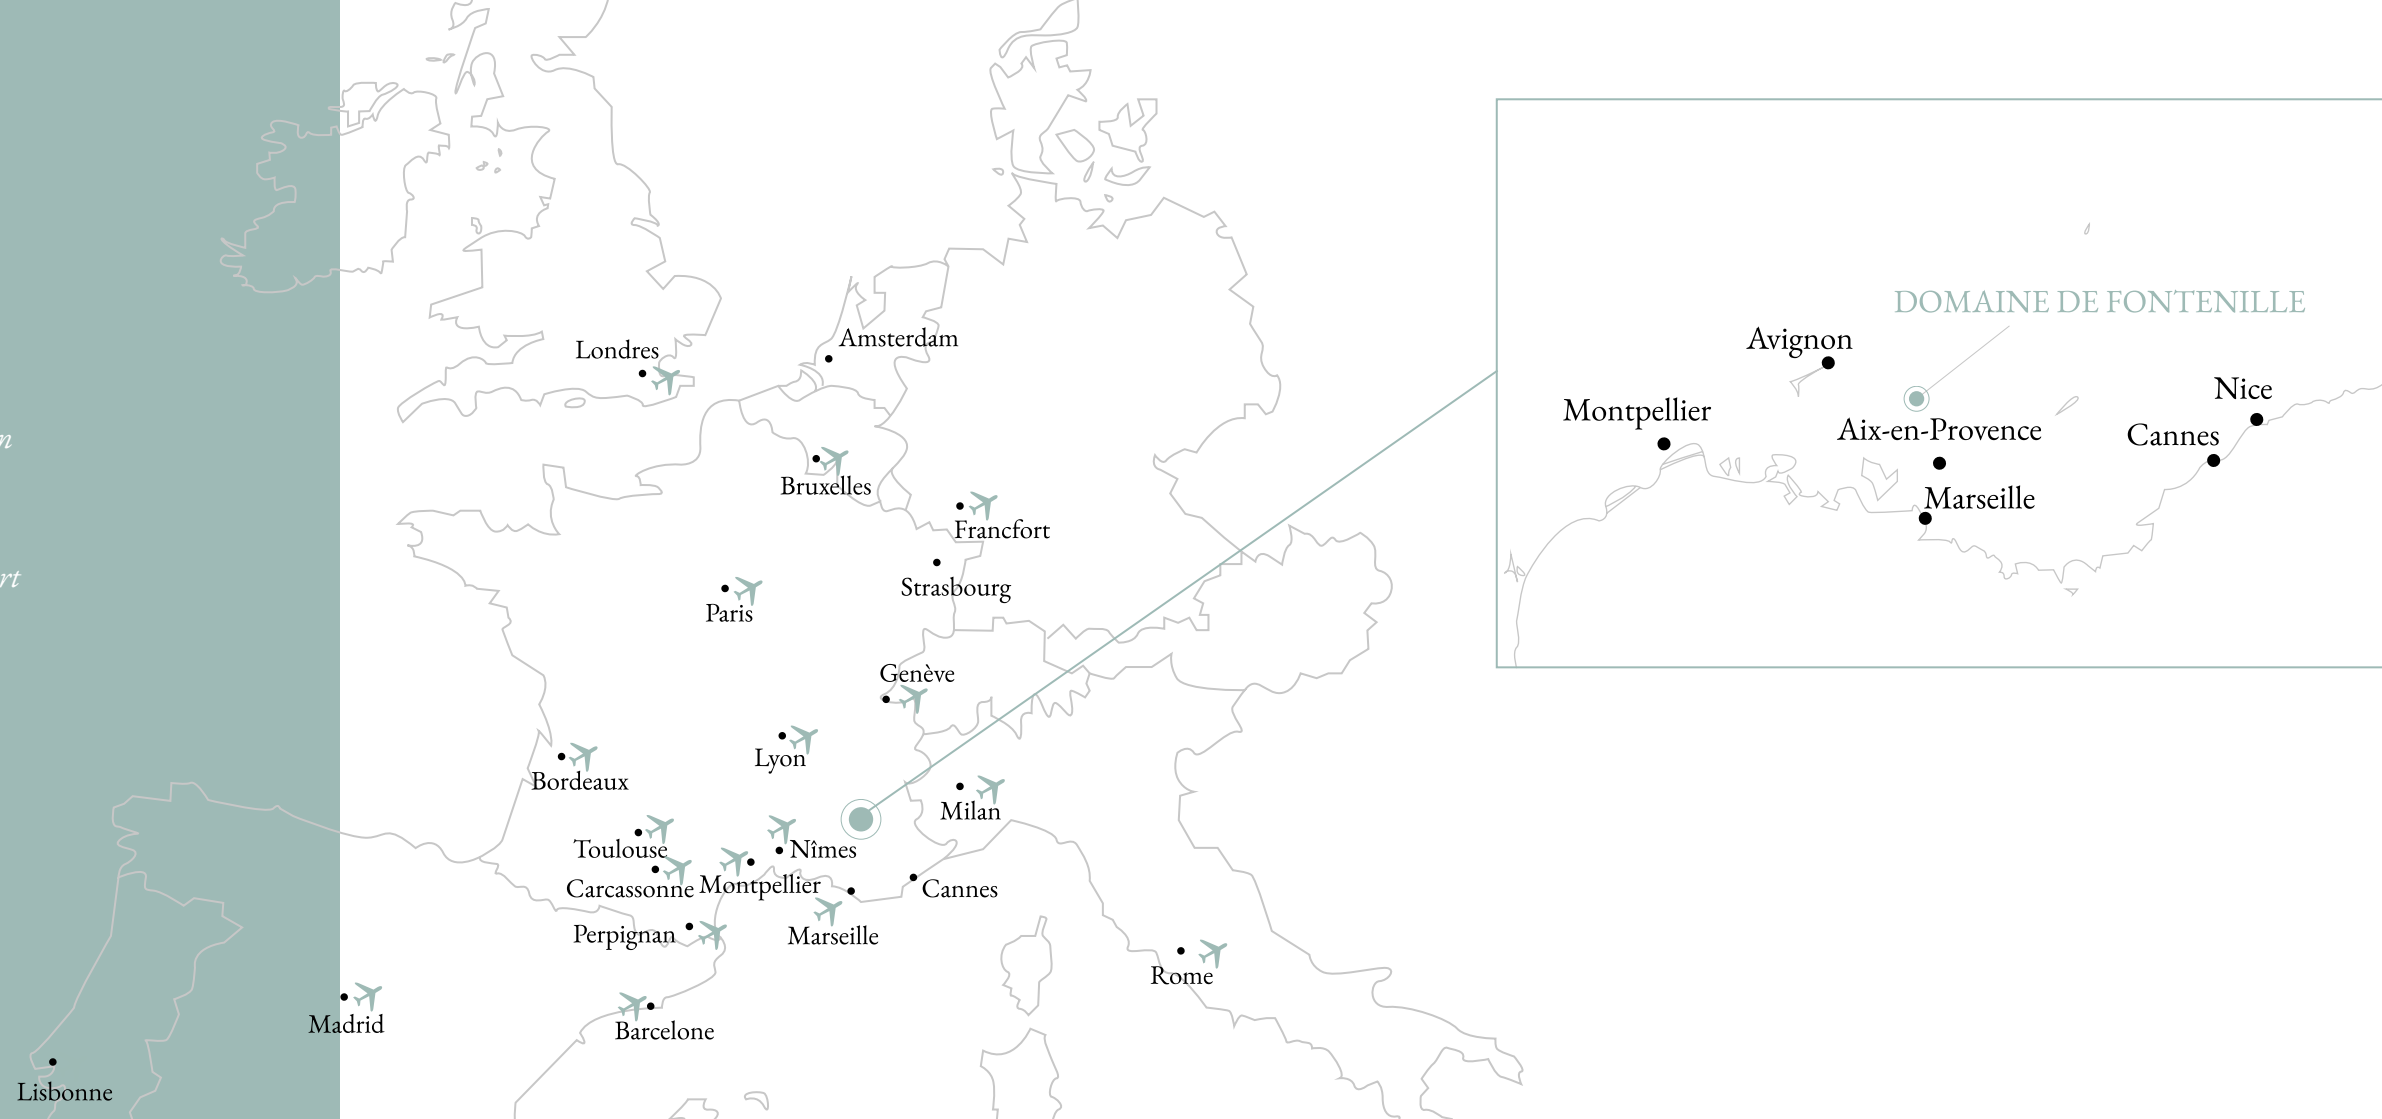 Londres
Amsterdam
Bruxelles
Francfort
Strasbourg
Paris
Genève
Lyon
Bordeaux
Milan
Toulouse
Nîmes
Carcassonne
Montpellier
Cannes
Perpignan
Marseille
Rome
Madrid
Barcelone
Lisbonne
DOMAINE DE FONTENILLE
Avignon
Nice
Montpellier
Aix-en-Provence
Cannes
Marseille